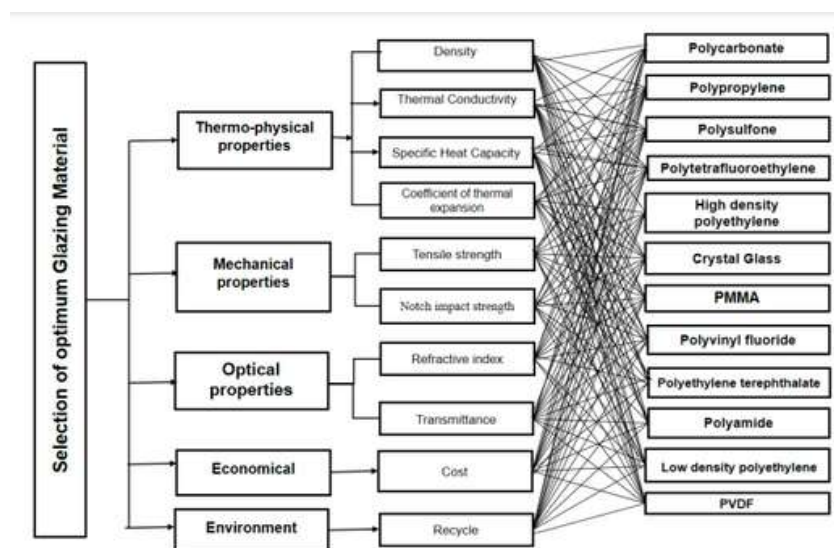 Selection of optimum Glazing Material
Thermo-physical
properties
Mechanical
properties
Optical
properties
Economical
Environment
Density
Thermal Conductivity
Specific Heat Capacity
Coefficient of thermal
expansion
Tensile strength
Notch impact strength
Refractive index
Transmittance
Cost
Recycle
Polycarbonate
Polypropylene
Polysulfone
Polytetrafluoroethylene
High density
polyethylene
Crystal Glass
PMMA
Polyvinyl fluoride
Polyethylene terephthalate
Polyamide
Low density polyethylene
PVDF